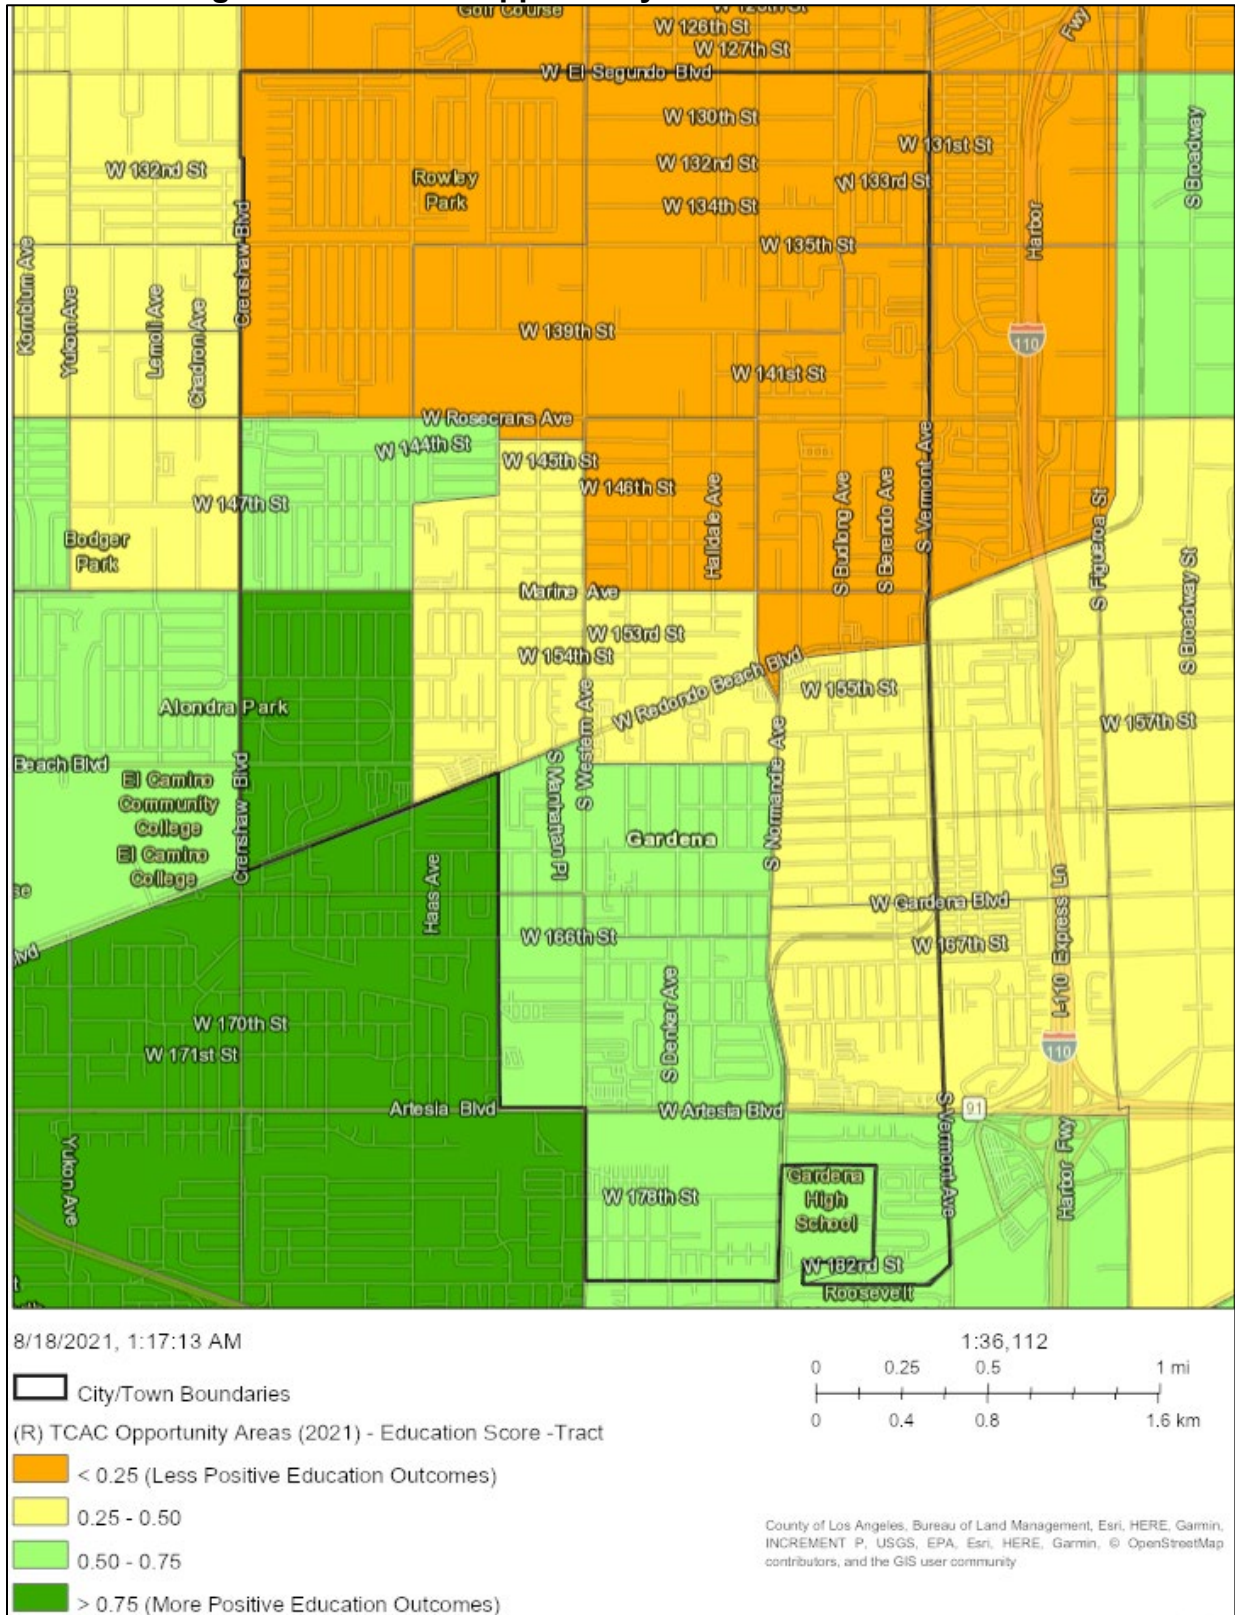 Golf Course
W 126th St
W 127th St
Fwy
W El Segundo Blvd
W 130th St
W 131st St
S Broadway
W 132nd St
W 132nd St
Rowley
Park
W 133rd St
W 134th St
Harbor
W 135th St
Crenshaw Blvd
Kornblum Ave
Yukon Ave
Lemoli Ave
Chadron Ave
W 139th St
110
W 141st St
W Rosecrans Ave
W 144th St
W 145th St
W 146th St
W 147th St
Halldale Ave
S Budlong Ave
S Berendo Ave
S Vermont Ave
S Figueroa St
Bodger
Park
S Broadway St
Marine Ave
W 153rd St
W 154th St
W Redondo Beach Blvd
W 155th St
Alondra Park
W 157th St
S Western Ave
S Manhattan Pl
S Normandie Ave
Beach Blvd
El Camino
Community
College
El Camino
College
Crenshaw Blvd
Gardena
Haas Ave
se
W Gardena Blvd
W 166th St
W 167th St
lvd
I-110 Express Ln
S Denker Ave
W 170th St
W 171st St
110
Artesia Blvd
W Artesia Blvd
91
S Vermont Ave
Harbor Fwy
Yukon Ave
Gardena
High
School
W 178th St
W 182nd St
Roosevelt
8/18/2021, 1:17:13 AM
1:36,112
0 0.25 0.5 1 mi
0 0.4 0.8 1.6 km
City/Town Boundaries
(R) TCAC Opportunity Areas (2021) - Education Score -Tract
< 0.25 (Less Positive Education Outcomes)
0.25 - 0.50
0.50 - 0.75
> 0.75 (More Positive Education Outcomes)
County of Los Angeles, Bureau of Land Management, Esri, HERE, Garmin,
INCREMENT P, USGS, EPA, Esri, HERE, Garmin, © OpenStreetMap
contributors, and the GIS user community